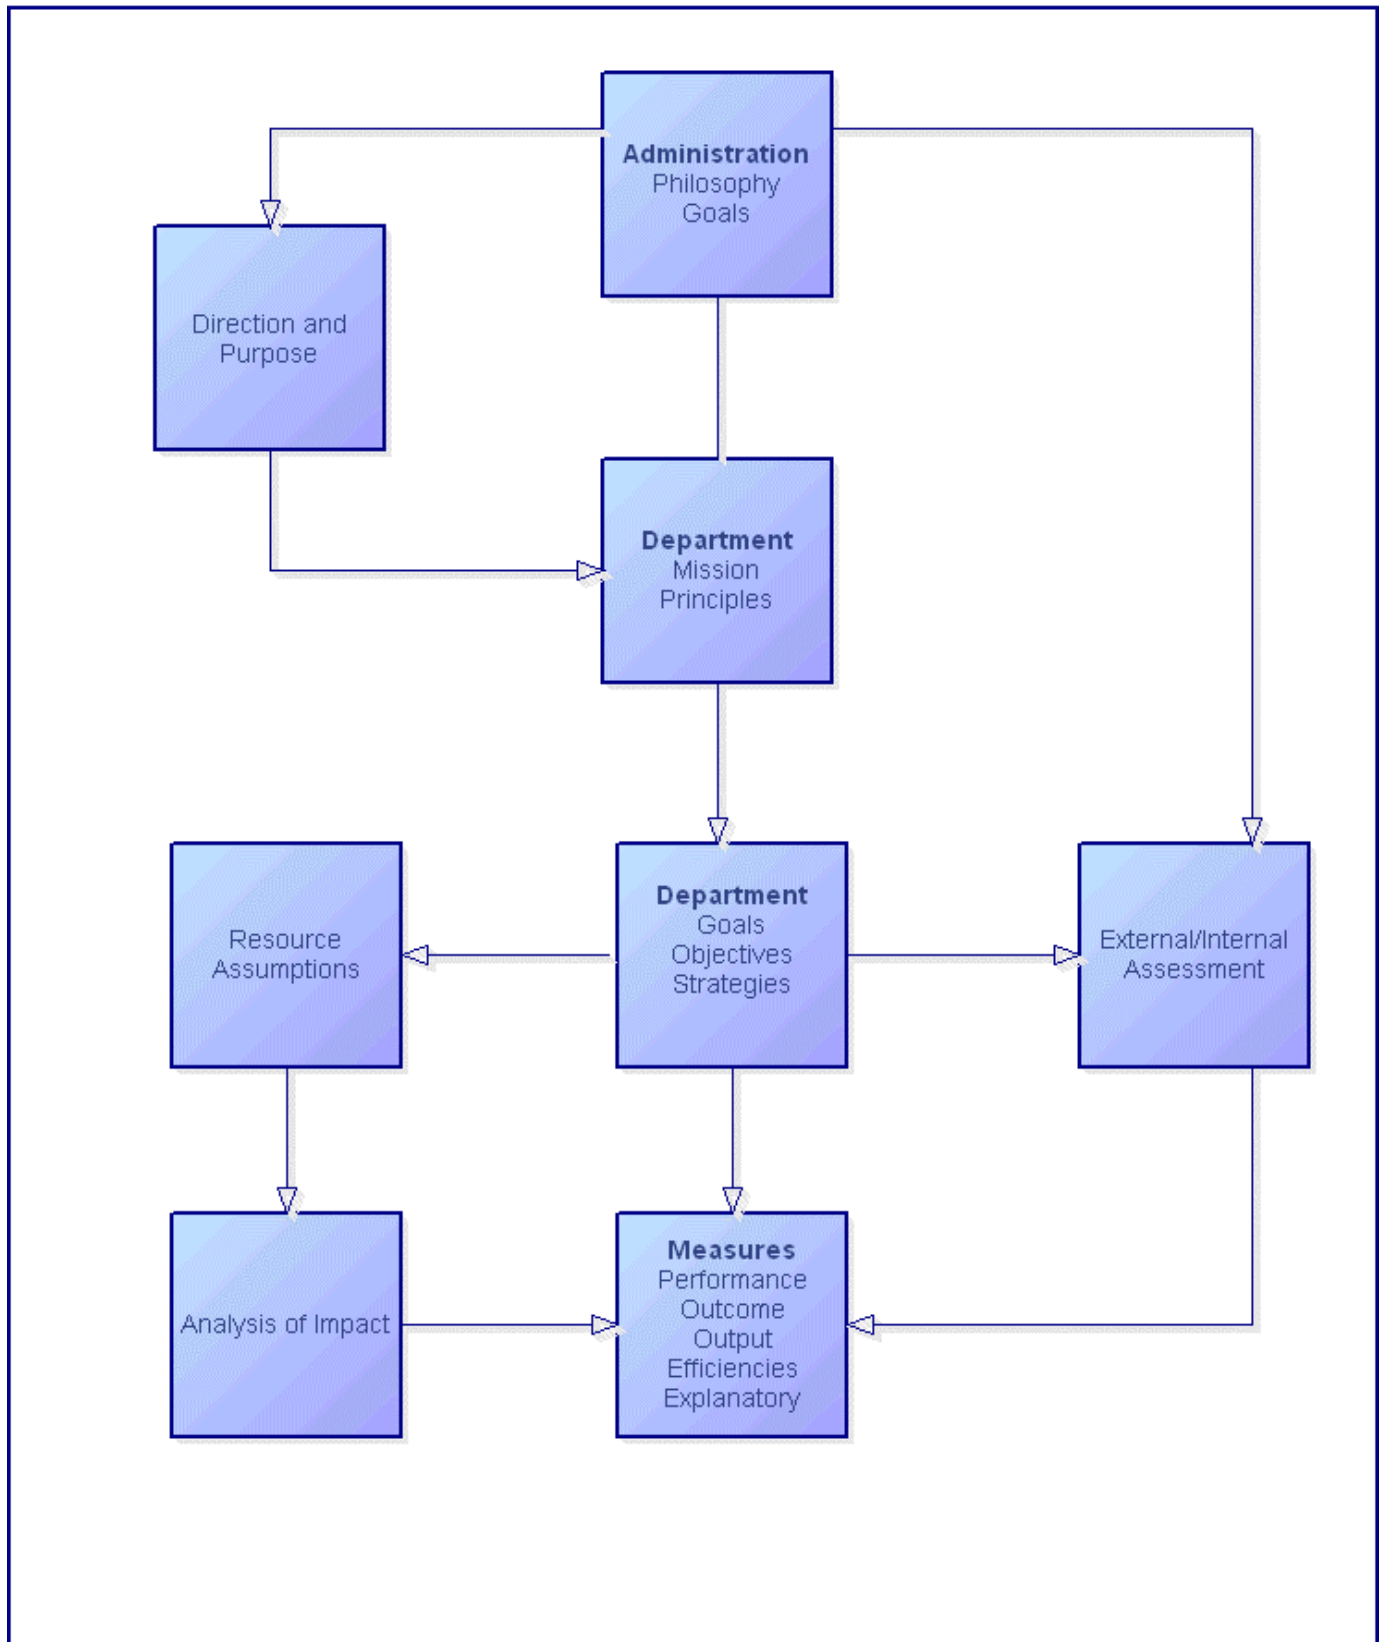 Administration
Philosophy
Goals
Direction and
Purpose
Department
Mission
Principles
Resource
Assumptions
Department
Goals
Objectives
Strategies
External/Internal
Assessment
Analysis of Impact
Measures
Performance
Outcome
Output
Efficiencies
Explanatory